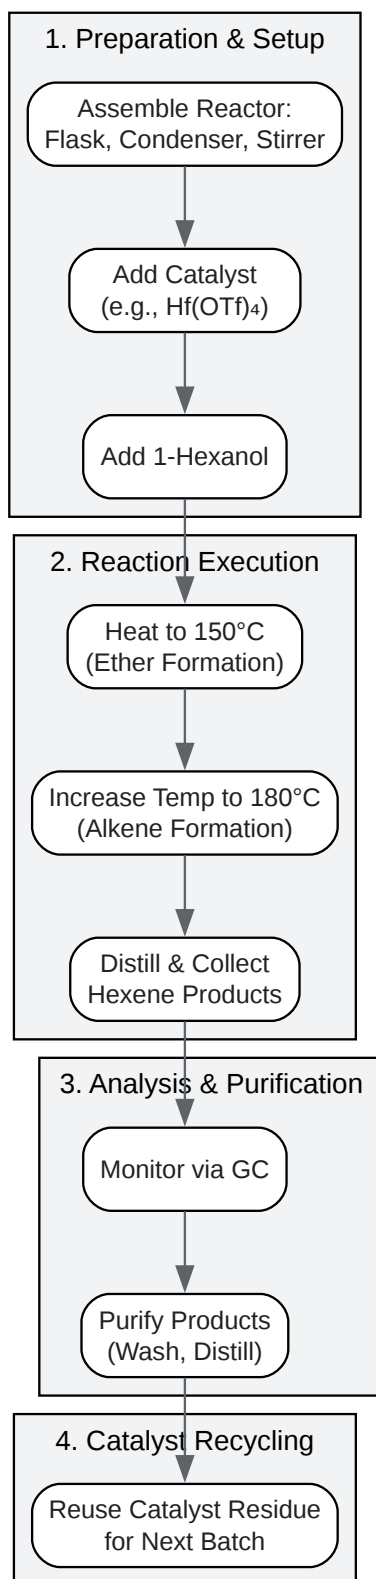 1. Preparation & Setup
Assemble Reactor:
Flask, Condenser, Stirrer
Add Catalyst
(e.g., Hf(OTf)₄)
Add 1-Hexanol
2. Reaction Execution
Heat to 150°C
(Ether Formation)
Increase Temp to 180°C
(Alkene Formation)
Distill & Collect
Hexene Products
3. Analysis & Purification
Monitor via GC
Purify Products
(Wash, Distill)
4. Catalyst Recycling
Reuse Catalyst Residue
for Next Batch